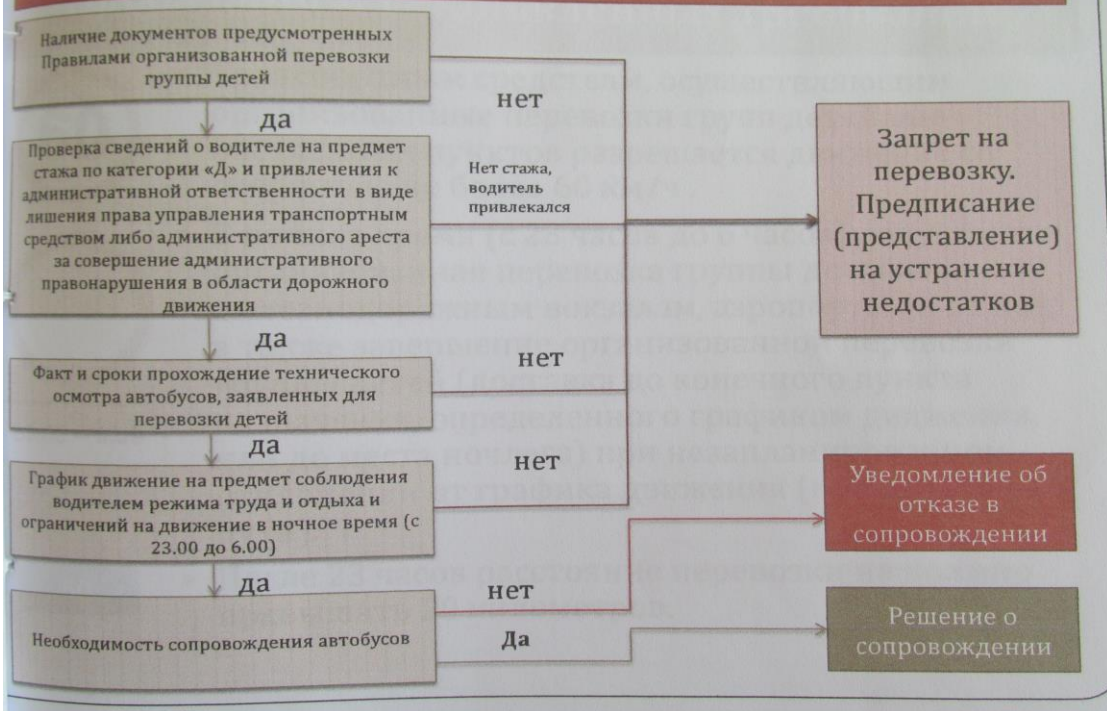 Наличие документов предусмотренных
Правилами организованной перевозки
группы детей
нет
да
Проверка сведений о водителе на предмет
стажа по категории «Д» и привлечения к
административной ответственности в виде
лишения права управления транспортным
средством либо административного ареста
за совершение административного
правонарушения в области дорожного
движения
Нет стажа,
водитель
привлекался
Запрет на
перевозку.
Предписание
(представление)
на устранение
недостатков
да
нет
Факт и сроки прохождение технического
осмотра автобусов, заявленных для
перевозки детей
да
нет
График движение на предмет соблюдения
водителем режима труда и отдыха и
ограничений на движение в ночное время (с
23.00 до 6.00)
Уведомление об
отказе в
сопровождении
да
нет
Необходимость сопровождения автобусов
Да
Решение о
сопровождении